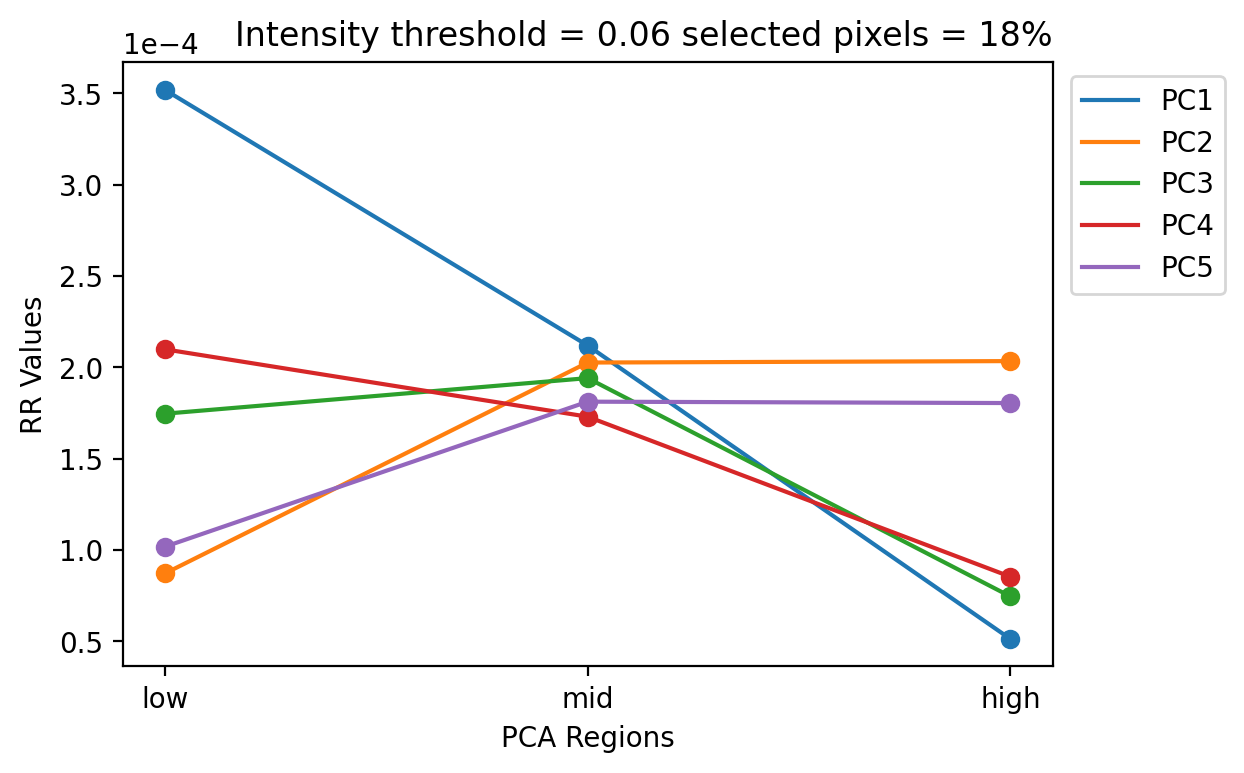 Intensity threshold = 0.06 selected pixels = 18%
1e−4
3.5
3.0
2.5
2.0
1.5
1.0
0.5
RR Values
low
mid
high
PCA Regions
PC1
PC2
PC3
PC4
PC5